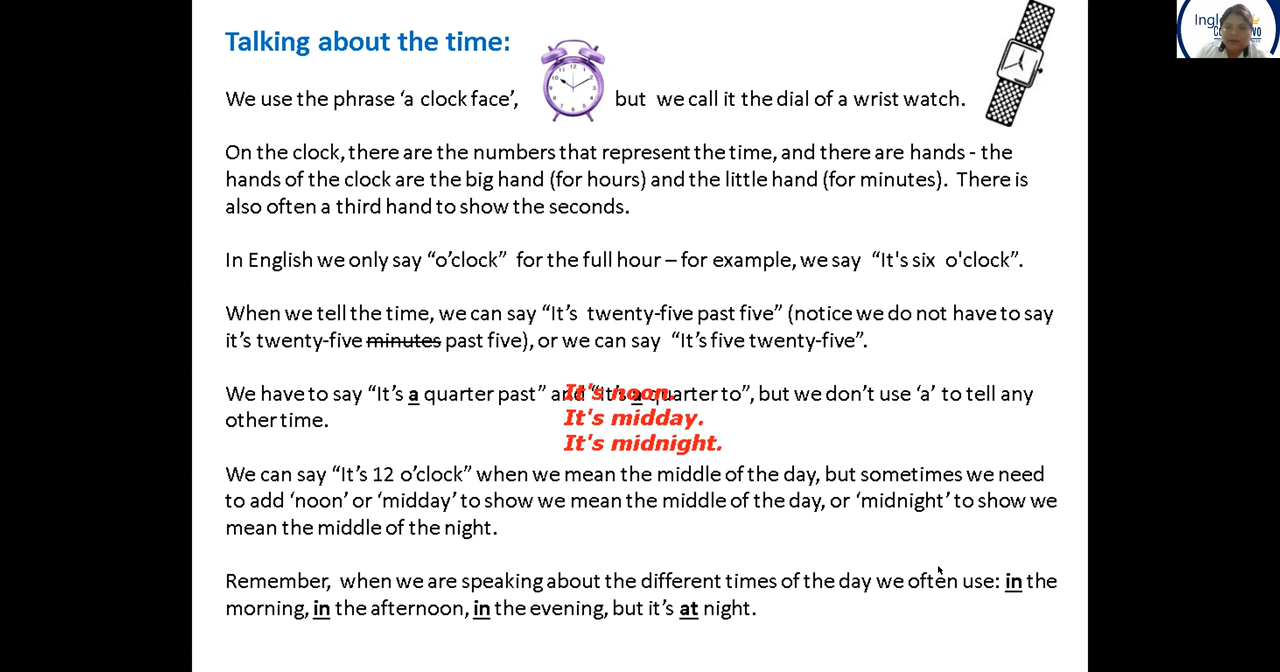 Talking about the time:
We use the phrase ‘a clock face’, but we call it the dial of a wrist watch.
On the clock, there are the numbers that represent the time, and there are hands - the
hands of the clock are the big hand (for hours) and the little hand (for minutes). There is
also often a third hand to show the seconds.
In English we only say “o’clock” for the full hour – for example, we say “It's six o'clock”.
When we tell the time, we can say “It’s twenty-five past five” (notice we do not have to say
it’s twenty-five minutes past five), or we can say “It’s five twenty-five”.
We have to say “It’s a quarter past” and “it’s a quarter to”, but we don’t use ‘a’ to tell any
other time.
It's noon.
It's midday.
It's midnight.
We can say “It’s 12 o’clock” when we mean the middle of the day, but sometimes we need
to add ‘noon’ or ‘midday’ to show we mean the middle of the day, or ‘midnight’ to show we
mean the middle of the night.
Remember, when we are speaking about the different times of the day we often use: in the
morning, in the afternoon, in the evening, but it’s at night.